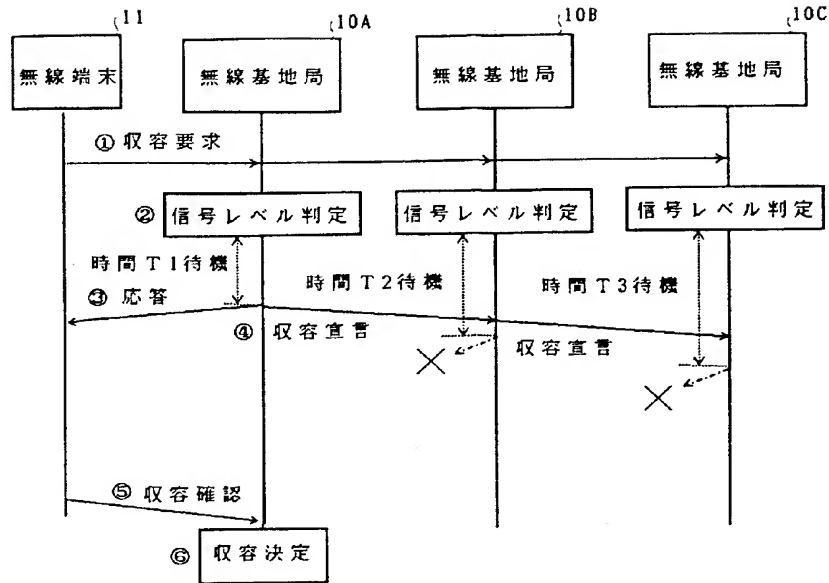 11
10A
10B
10C
無線端末
無線基地局
無線基地局
無線基地局
①収容要求
② 信号レベル判定
信号レベル判定
信号レベル判定
時間T1待機
時間T2待機
時間T3待機
③ 応答
④ 収容宣言
収容宣言
⑤ 収容確認
⑥ 収容決定